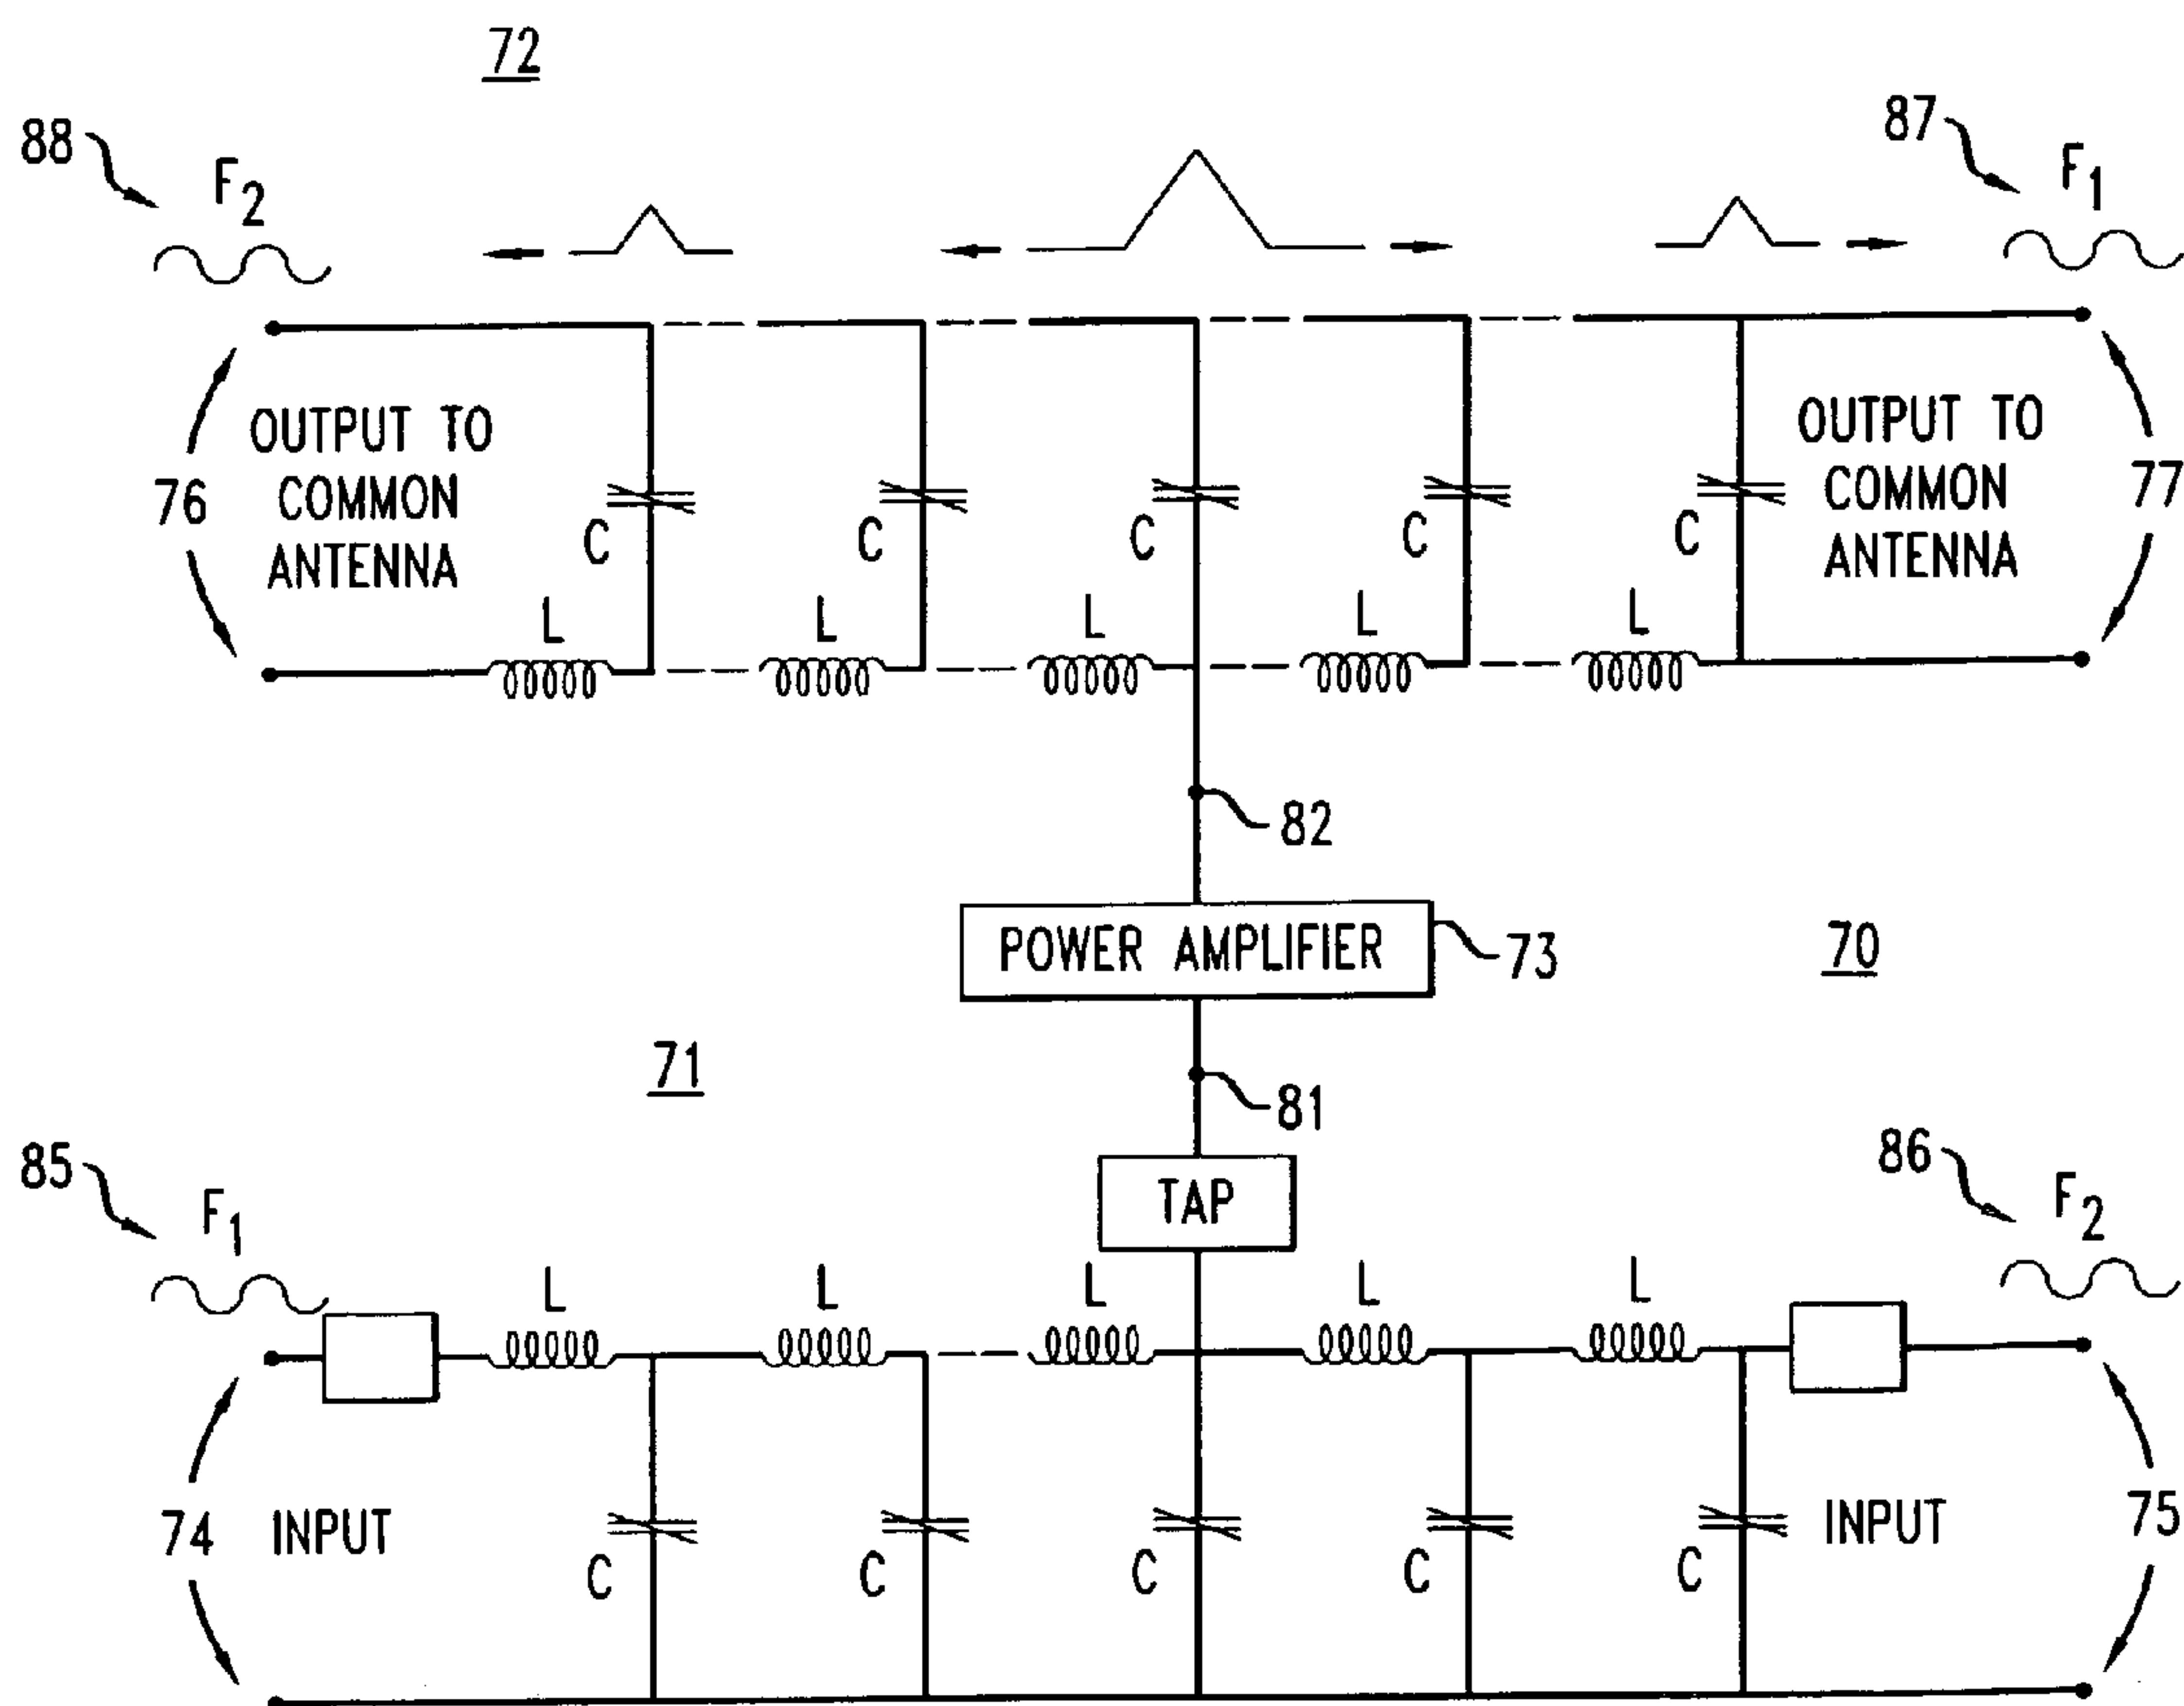 72
88
F2
87
F1
76
OUTPUT TO
COMMON
ANTENNA
C
C
C
C
C
OUTPUT TO
COMMON
ANTENNA
77
L
L
L
L
L
82
POWER AMPLIFIER
73
70
71
81
85
F1
TAP
86
F2
L
L
L
L
L
74
INPUT
C
C
C
C
C
INPUT
75